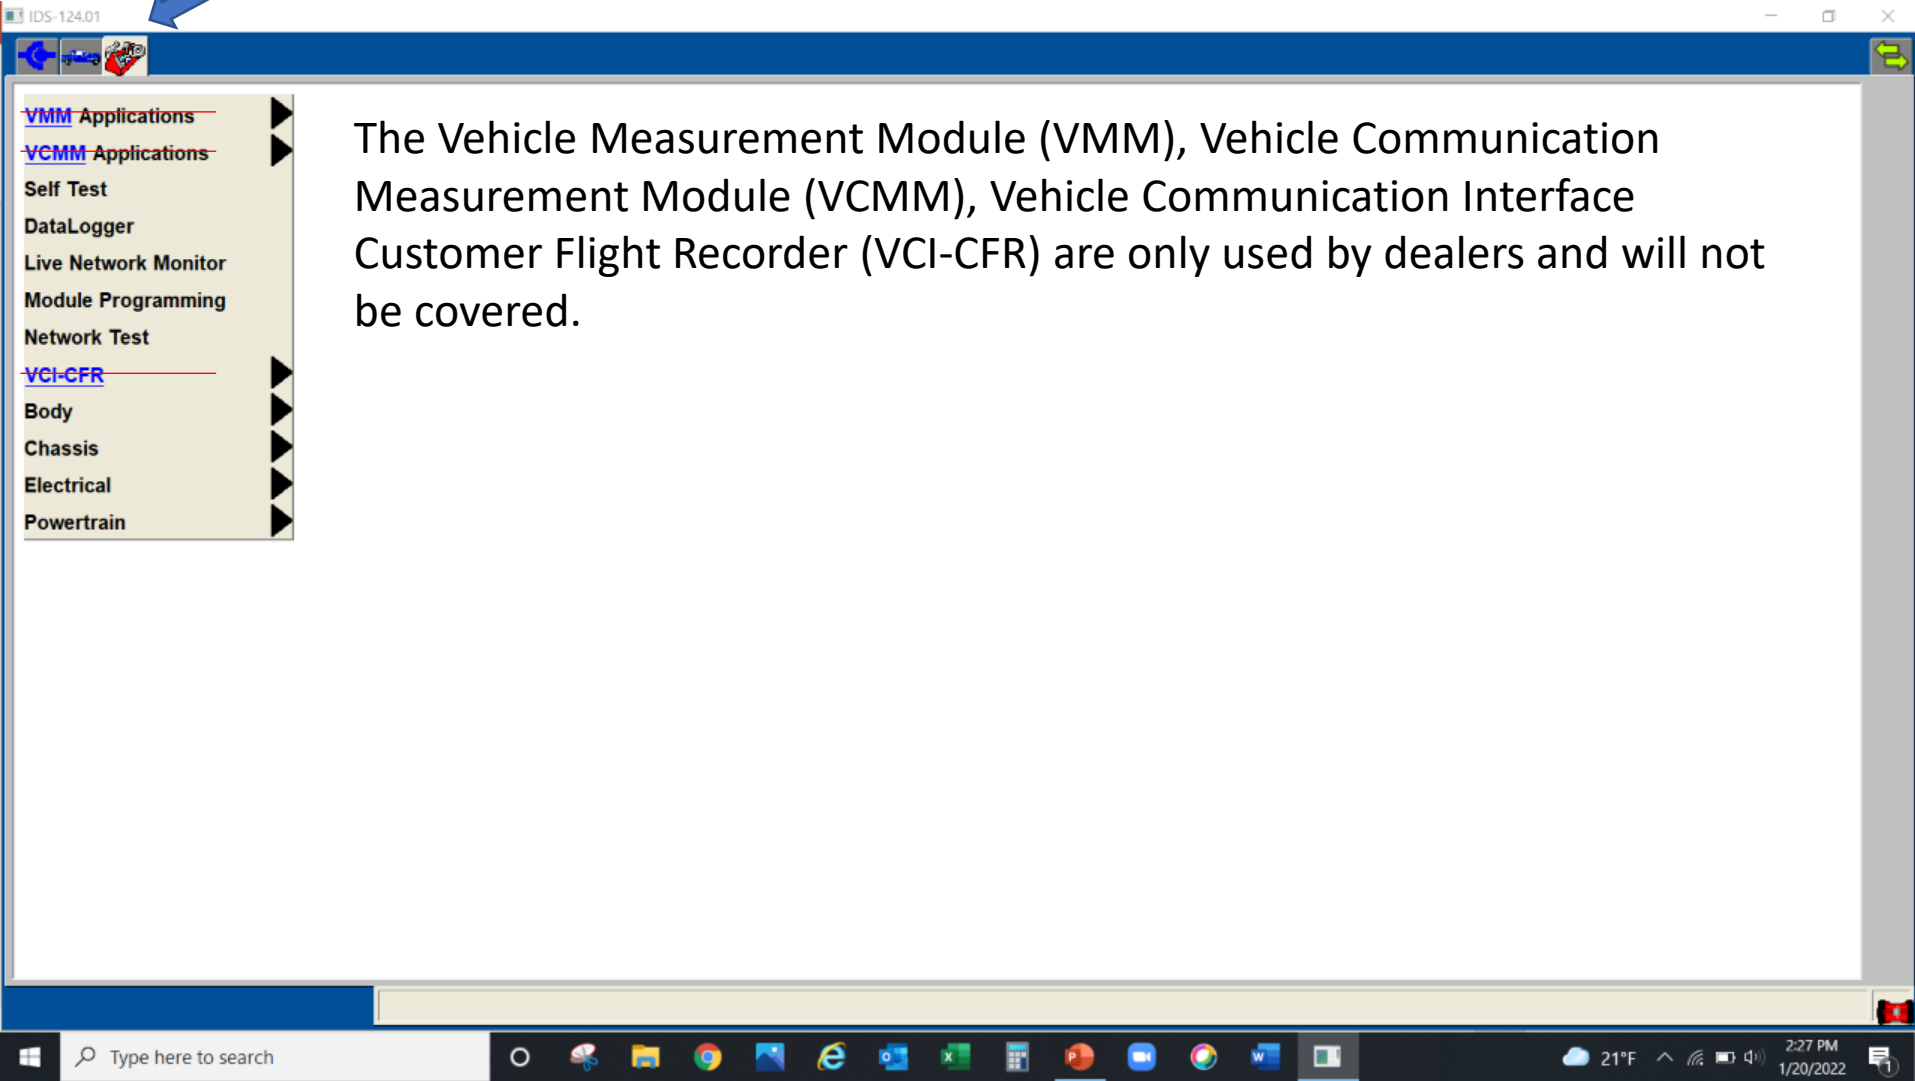 IDS-124.01
VMM Applications
VCMM Applications
Self Test
DataLogger
Live Network Monitor
Module Programming
Network Test
VCI-CFR
Body
Chassis
Electrical
Powertrain
The Vehicle Measurement Module (VMM), Vehicle Communication
Measurement Module (VCMM), Vehicle Communication Interface
Customer Flight Recorder (VCI-CFR) are only used by dealers and will not
be covered.
Type here to search
21°F
2:27 PM
1/20/2022
1